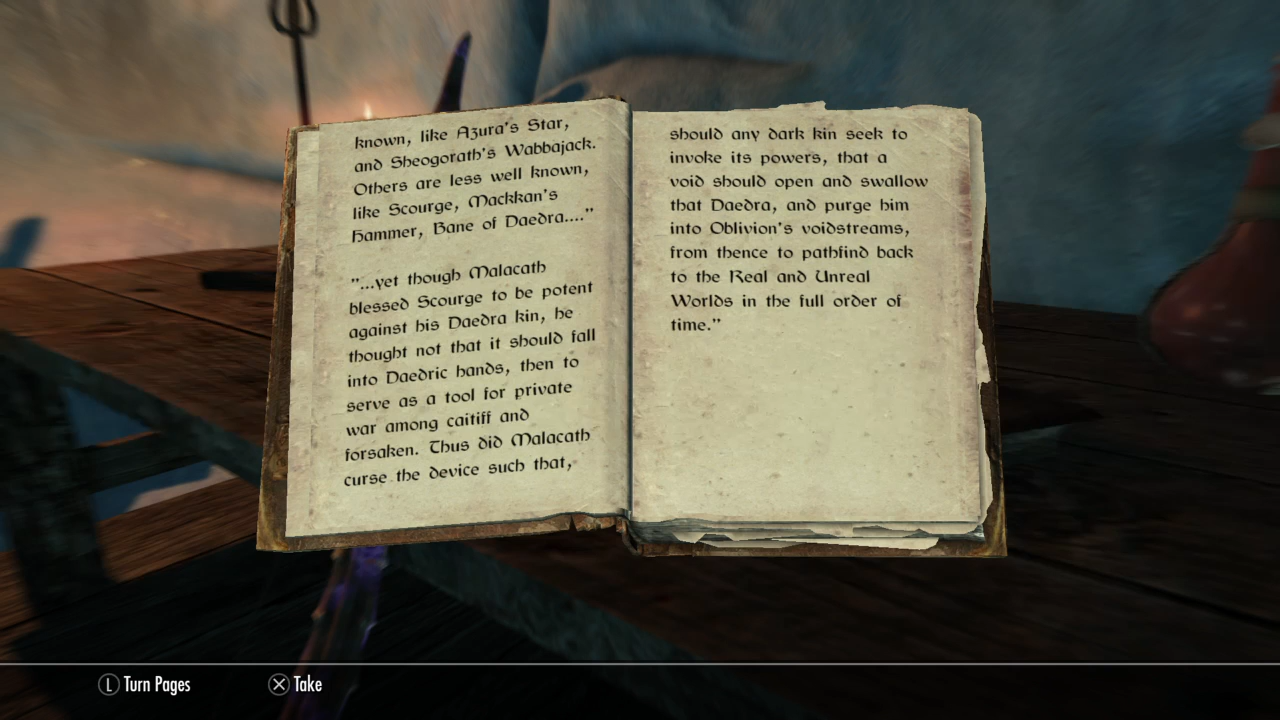 known, like Azura's Star,
and Sheogorath's Wabbajack.
Others are less well known,
like Scourge, Mackkan's
Hammer, Bane of Daedra...."
"...yet though Malacath
blessed Scourge to be potent
against his Daedra kin, he
thought not that it should fall
into Daedric hands, then to
serve as a tool for private
war among caitiff and
forsaken. Thus did Malacath
curse the device such that,
should any dark kin seek to
invoke its powers, that a
void should open and swallow
that Daedra, and purge him
into Oblivion's voidstreams,
from thence to pathfind back
to the Real and Unreal
Worlds in the full order of
time."
L Turn Pages
X Take